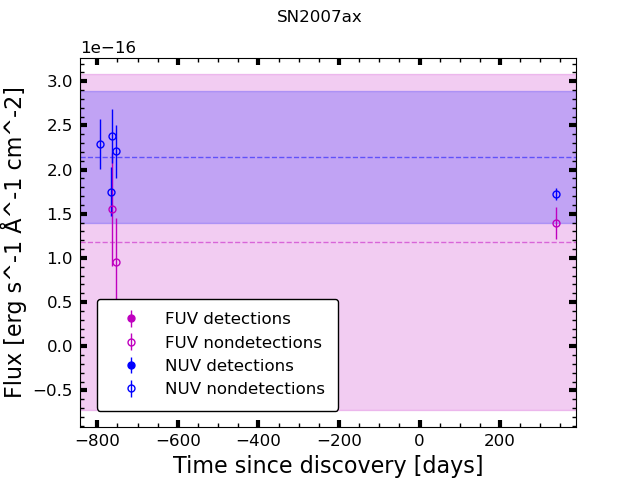 SN2007ax
1e−16
3.0
2.5
2.0
1.5
1.0
0.5
0.0
−0.5
Flux [erg s^-1 Å^-1 cm^-2]
FUV detections
FUV nondetections
NUV detections
NUV nondetections
−800 −600 −400 −200 0 200
Time since discovery [days]